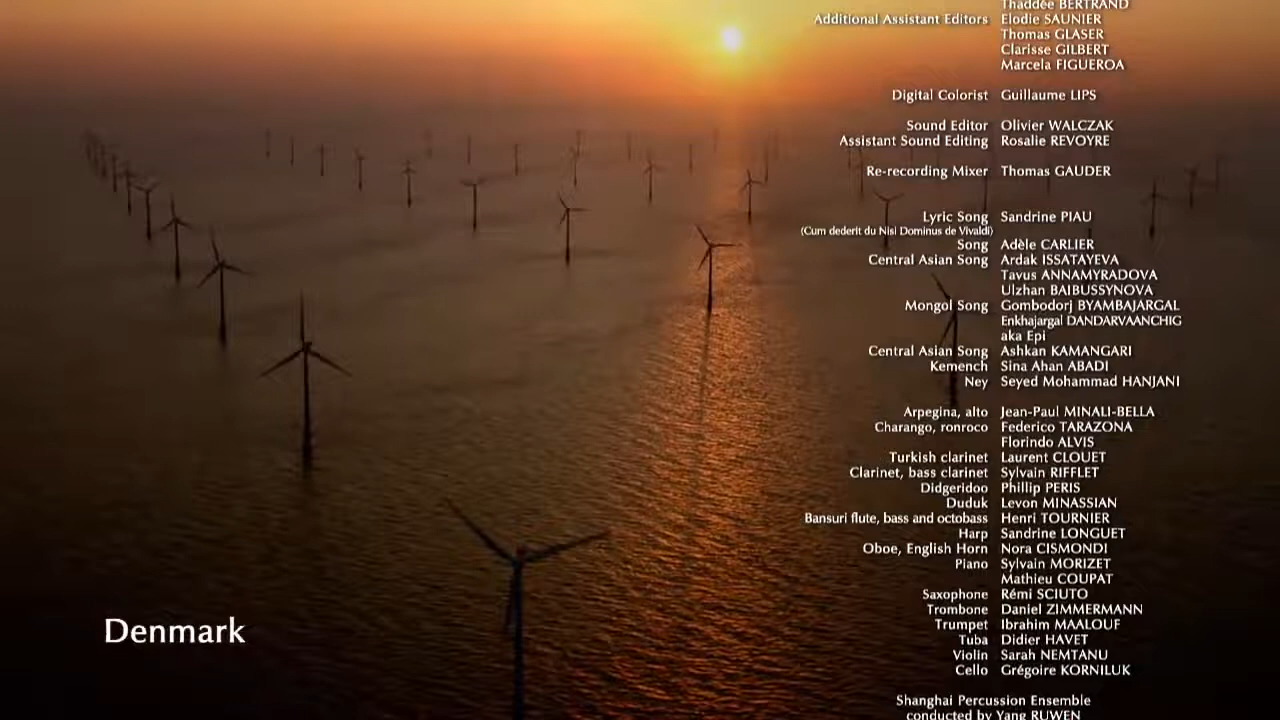 Thaddée BERTRAND
Additional Assistant Editors Elodie SAUNIER
Thomas GLASER
Clarisse GILBERT
Marcela FIGUEROA
Digital Colorist Guillaume LIPS
Sound Editor Olivier WALCZAK
Assistant Sound Editing Rosalie REVOYRE
Re-recording Mixer Thomas GAUDER
Lyric Song Sandrine PIAU
(Cum dederit du Nisi Dominus de Vivaldi)
Song Adèle CARLIER
Central Asian Song Ardak ISSATAYEVA
Tavus ANNAMYRADOVA
Ulzhan BAIBUSSYNOVA
Mongol Song Gombodorj BYAMBAJARGAL
Enkhajargal DANDARVAANCHIG
aka Epi
Central Asian Song Ashkan KAMANGARI
Kemench Sina Ahan ABADI
Ney Seyed Mohammad HANJANI
Arpegina, alto Jean-Paul MINALI-BELLA
Charango, ronroco Federico TARAZONA
Florindo ALVIS
Turkish clarinet Laurent CLOUET
Clarinet, bass clarinet Sylvain RIFFLET
Didgeridoo Phillip PERIS
Duduk Levon MINASSIAN
Bansuri flute, bass and octobass Henri TOURNIER
Harp Sandrine LONGUET
Oboe, English Horn Nora CISMONDI
Piano Sylvain MORIZET
Mathieu COUPAT
Saxophone Rémi SCIUTO
Trombone Daniel ZIMMERMANN
Trumpet Ibrahim MAALOUF
Tuba Didier HAVET
Violin Sarah NEMTANU
Cello Grégoire KORNILUK
Shanghai Percussion Ensemble
conducted by Yang RUWEN
Denmark